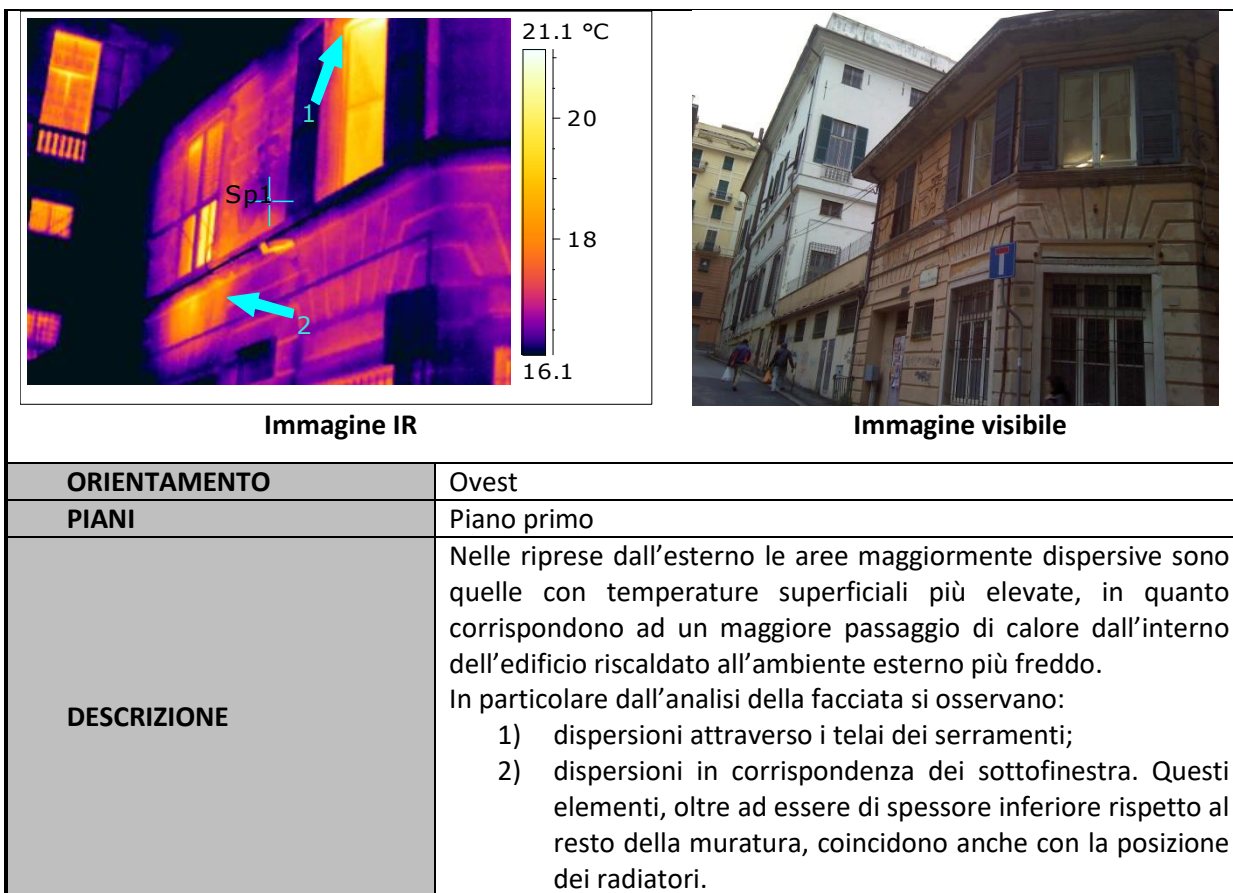 21.1 °C
20
1
Sp1
18
2
16.1
Immagine IR
Immagine visibile
ORIENTAMENTO
Ovest
PIANI
Piano primo
DESCRIZIONE
Nelle riprese dall’esterno le aree maggiormente dispersive sono
quelle con temperature superficiali più elevate, in quanto
corrispondono ad un maggiore passaggio di calore dall’interno
dell’edificio riscaldato all’ambiente esterno più freddo.
In particolare dall’analisi della facciata si osservano:
1) dispersioni attraverso i telai dei serramenti;
2) dispersioni in corrispondenza dei sottofinestra. Questi
elementi, oltre ad essere di spessore inferiore rispetto al
resto della muratura, coincidono anche con la posizione
dei radiatori.